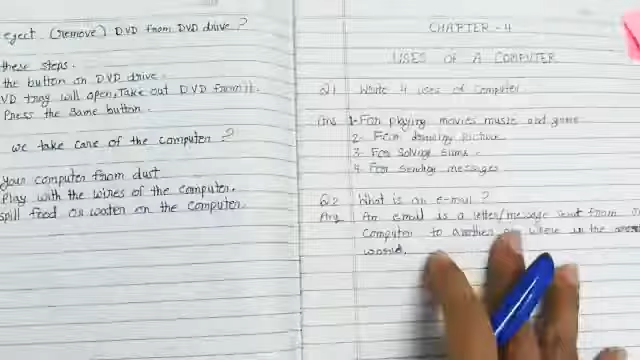 eject (remove) DVD from DVD drive?
these steps.
the button on DVD drive.
VD tray will open, Take out DVD from it.
Press the same button.
we take care of the computer?
Your computer from dust
Play with the wires of the computer.
spill food or water on the computer.
CHAPTER - 4
USES OF A COMPUTER
Q1 Write 4 uses of Computer
Ans 1- For playing movies music and game
2- For drawing picture
3- For Solving Sums.
4- For Sending messages
Q2 What is an e-mail?
Ans An email is a letter/message sent from
Computer to another where in the
world.